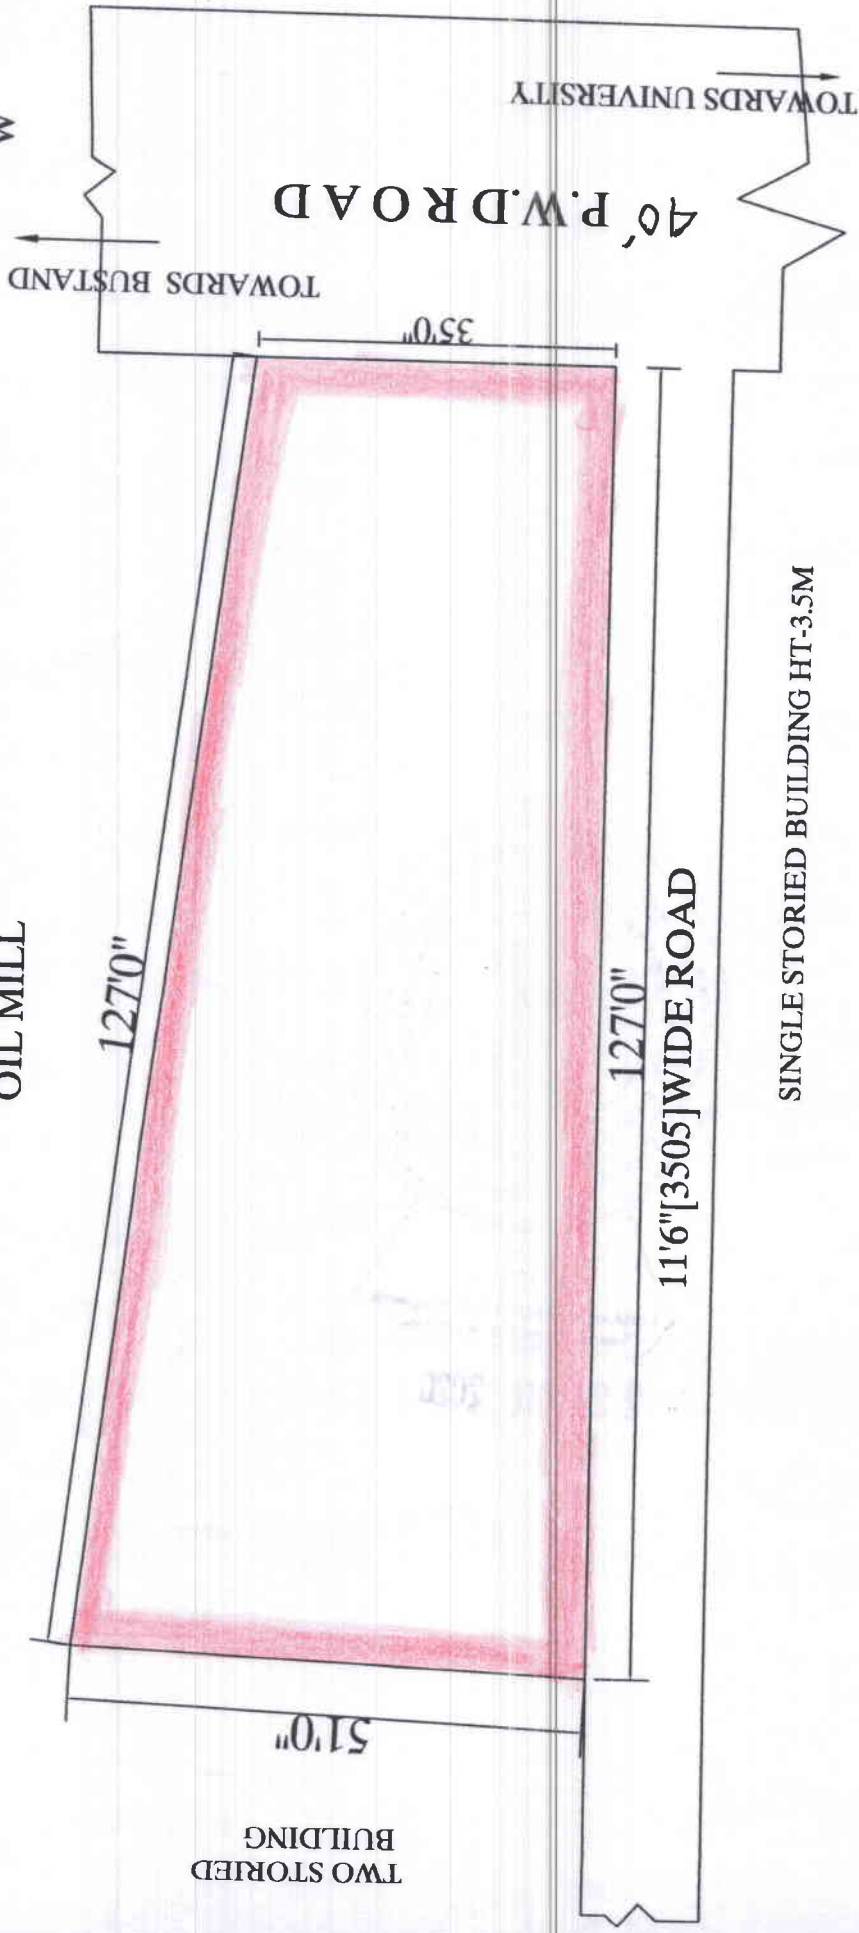 W
TOWARDS UNIVERSITY
40' P.W.D ROAD
TOWARDS BUSTAND
35'0"
OIL MILL
127'0"
127'0"
11'6"[3505]WIDE ROAD
SINGLE STORIED BUILDING HT-3.5M
51'0"
TWO STORIED
BUILDING